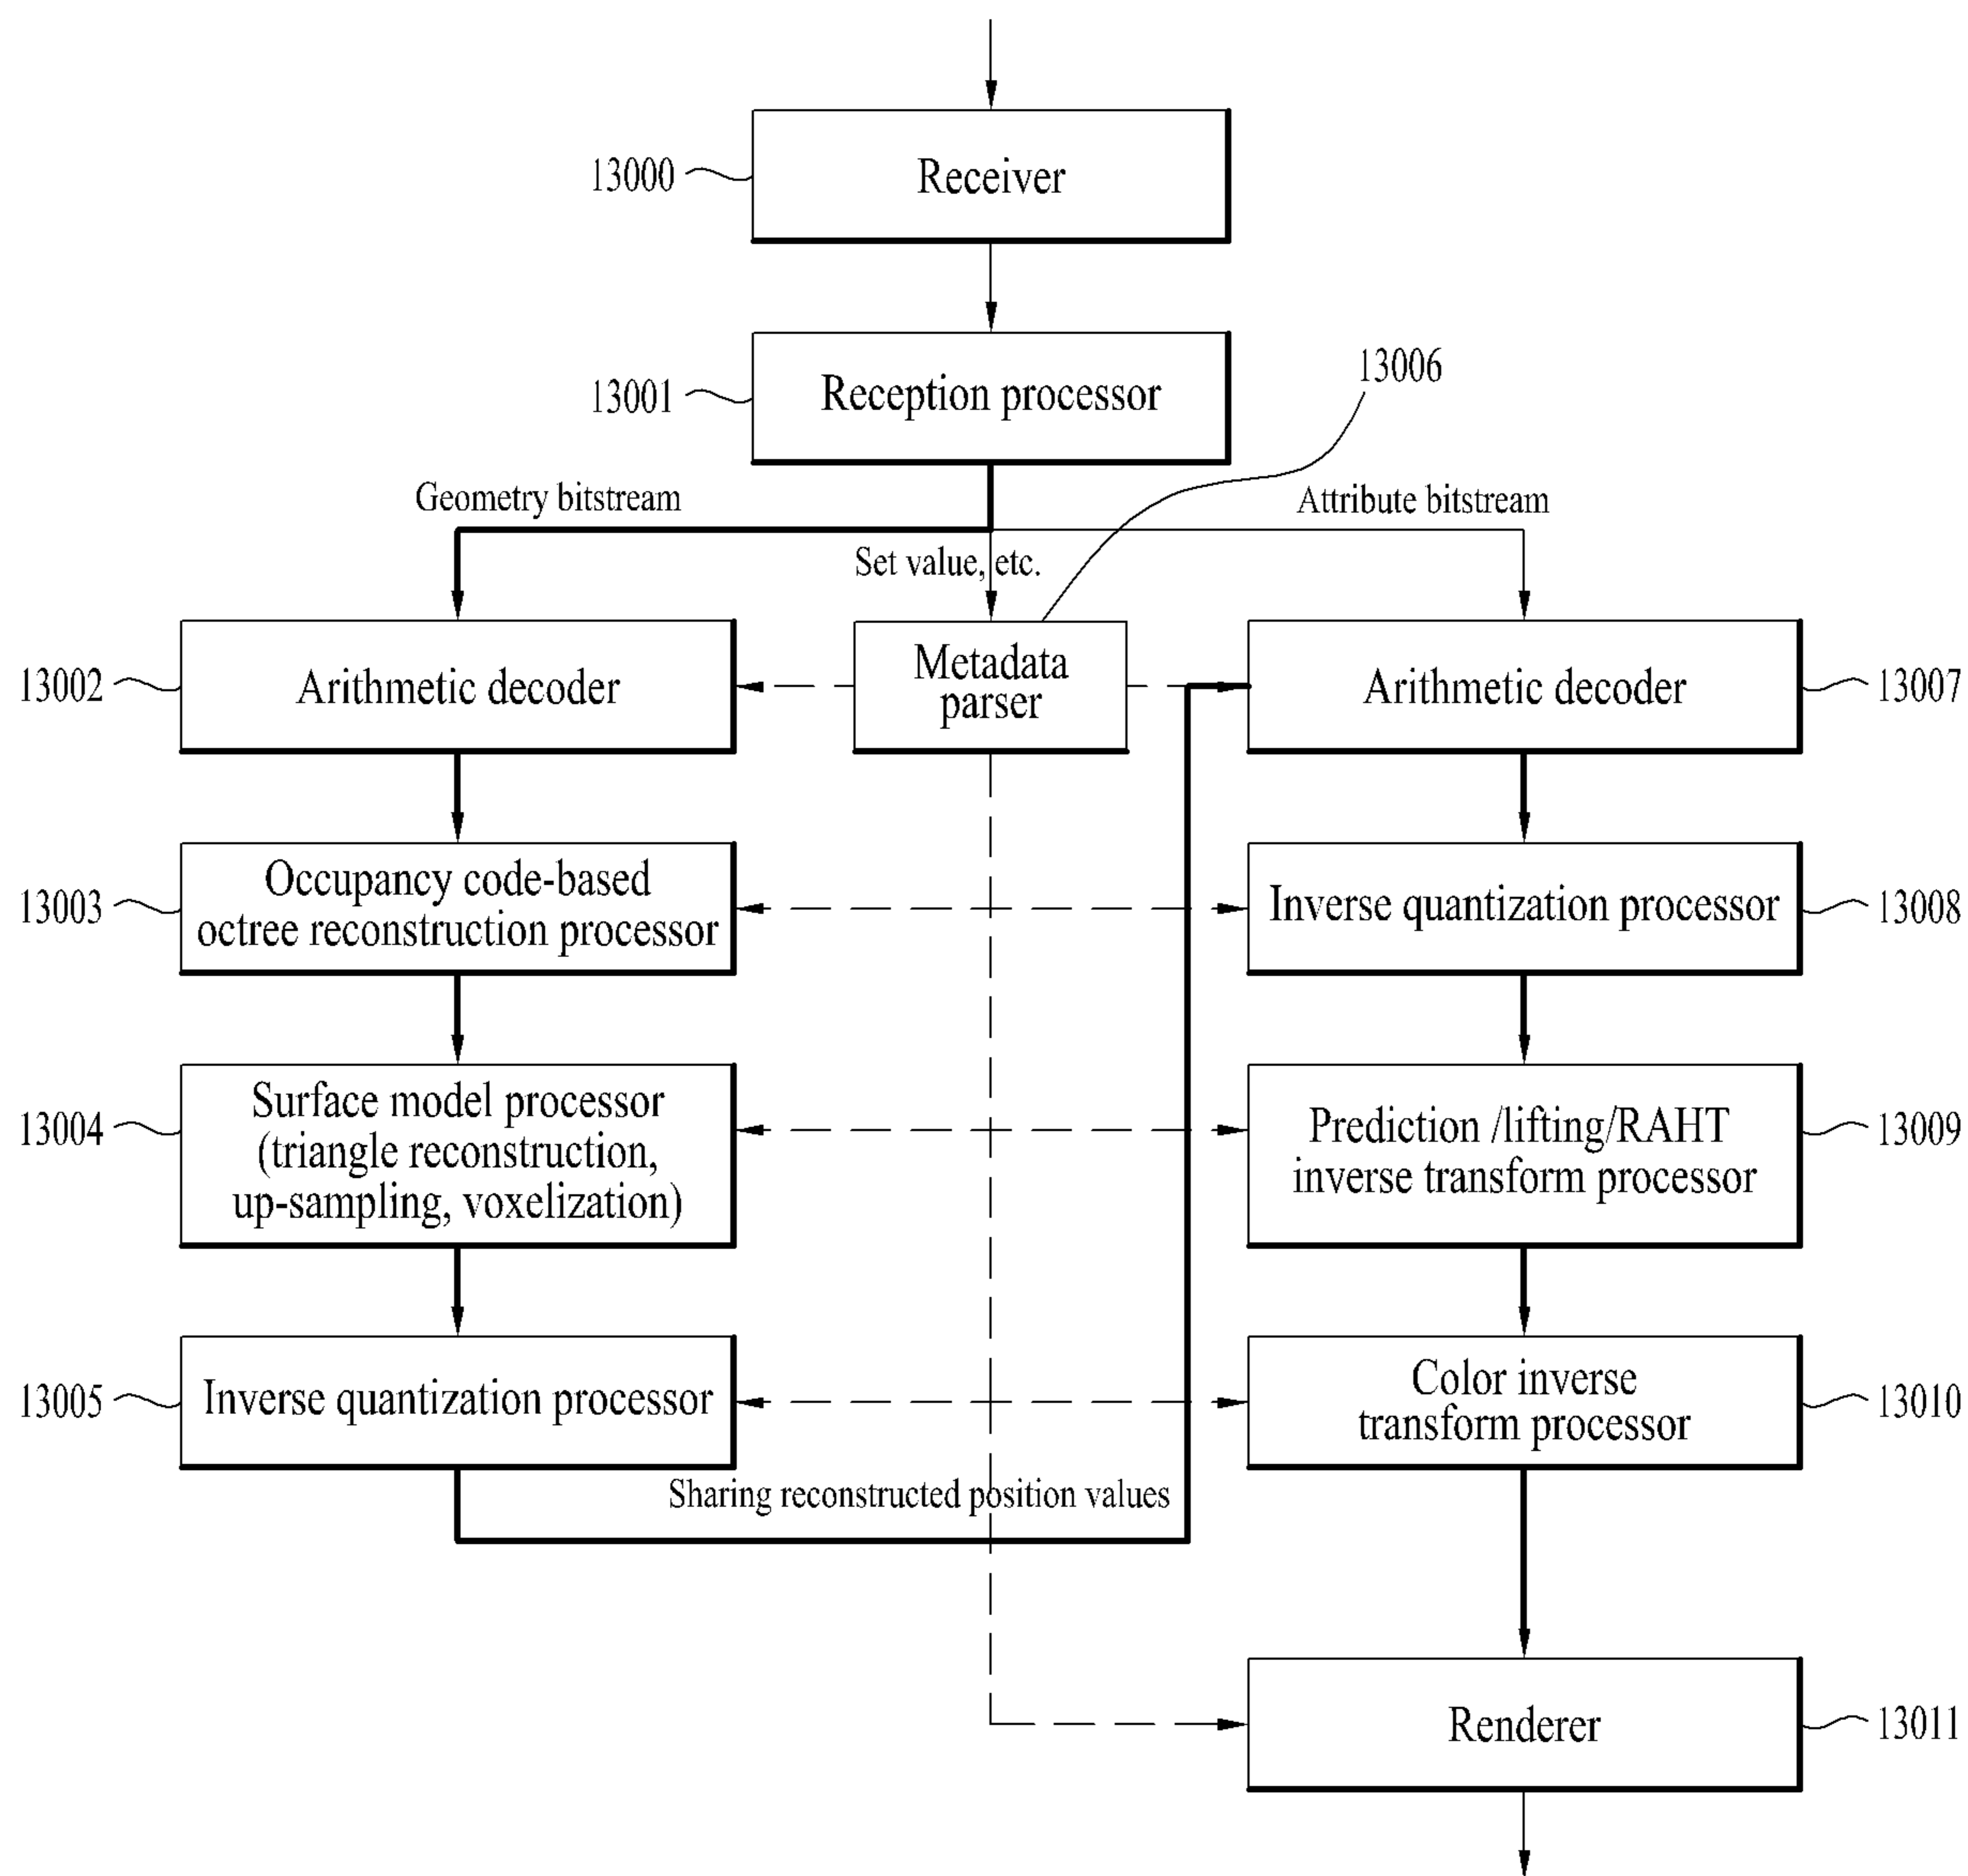 13000
Receiver
13001
Reception processor
13006
Geometry bitstream
Attribute bitstream
Set value, etc.
13002
Arithmetic decoder
Metadata
parser
Arithmetic decoder
13007
13003
Occupancy code-based
octree reconstruction processor
Inverse quantization processor
13008
13004
Surface model processor
(triangle reconstruction,
up-sampling, voxelization)
Prediction /lifting/RAHT
inverse transform processor
13009
13005
Inverse quantization processor
Color inverse
transform processor
13010
Sharing reconstructed position values
Renderer
13011